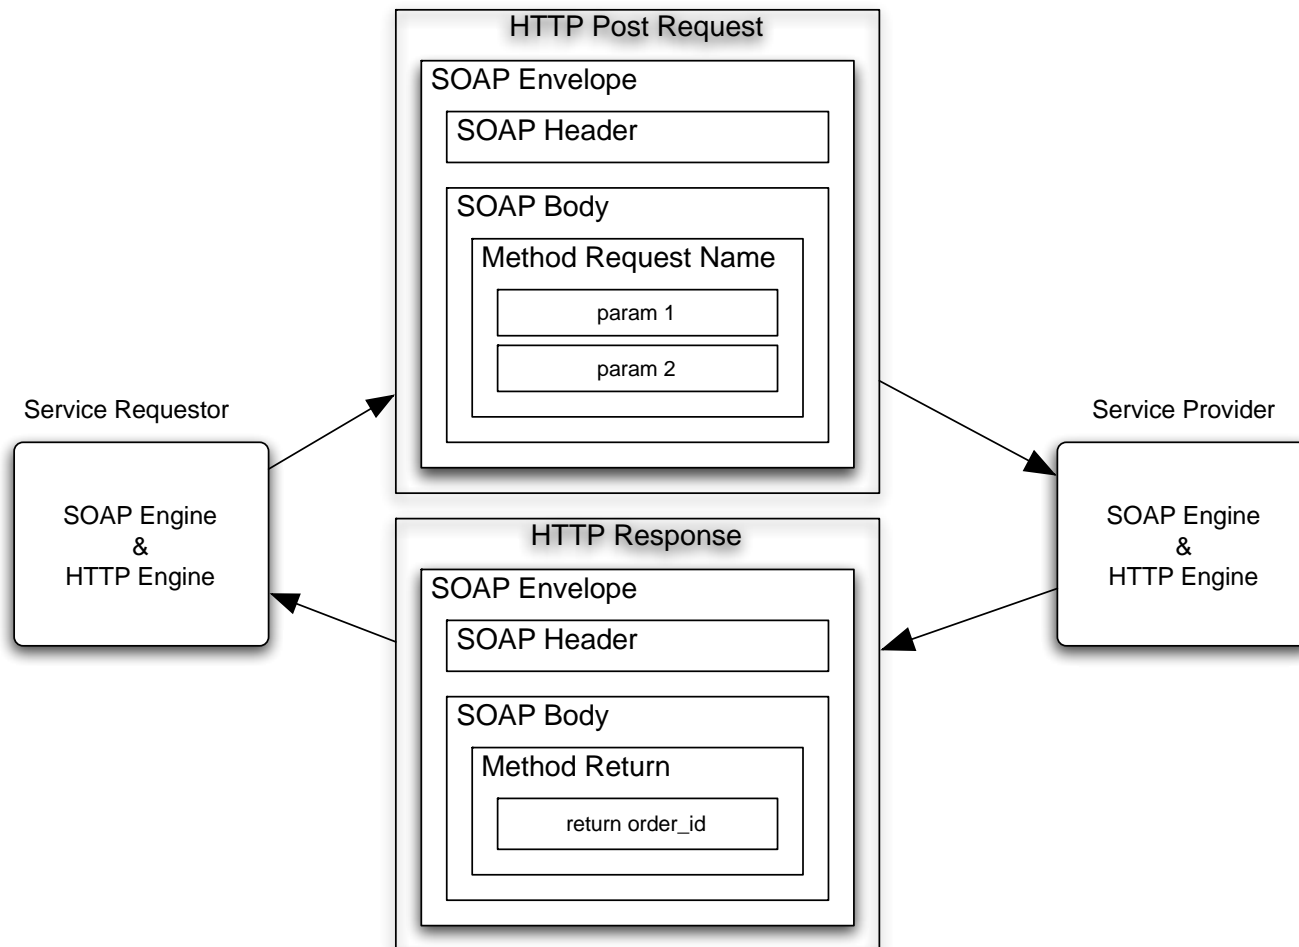 HTTP Post Request
SOAP Envelope
SOAP Header
SOAP Body
Method Request Name
param 1
param 2
Service Requestor
SOAP Engine
&
HTTP Engine
Service Provider
SOAP Engine
&
HTTP Engine
HTTP Response
SOAP Envelope
SOAP Header
SOAP Body
Method Return
return order_id